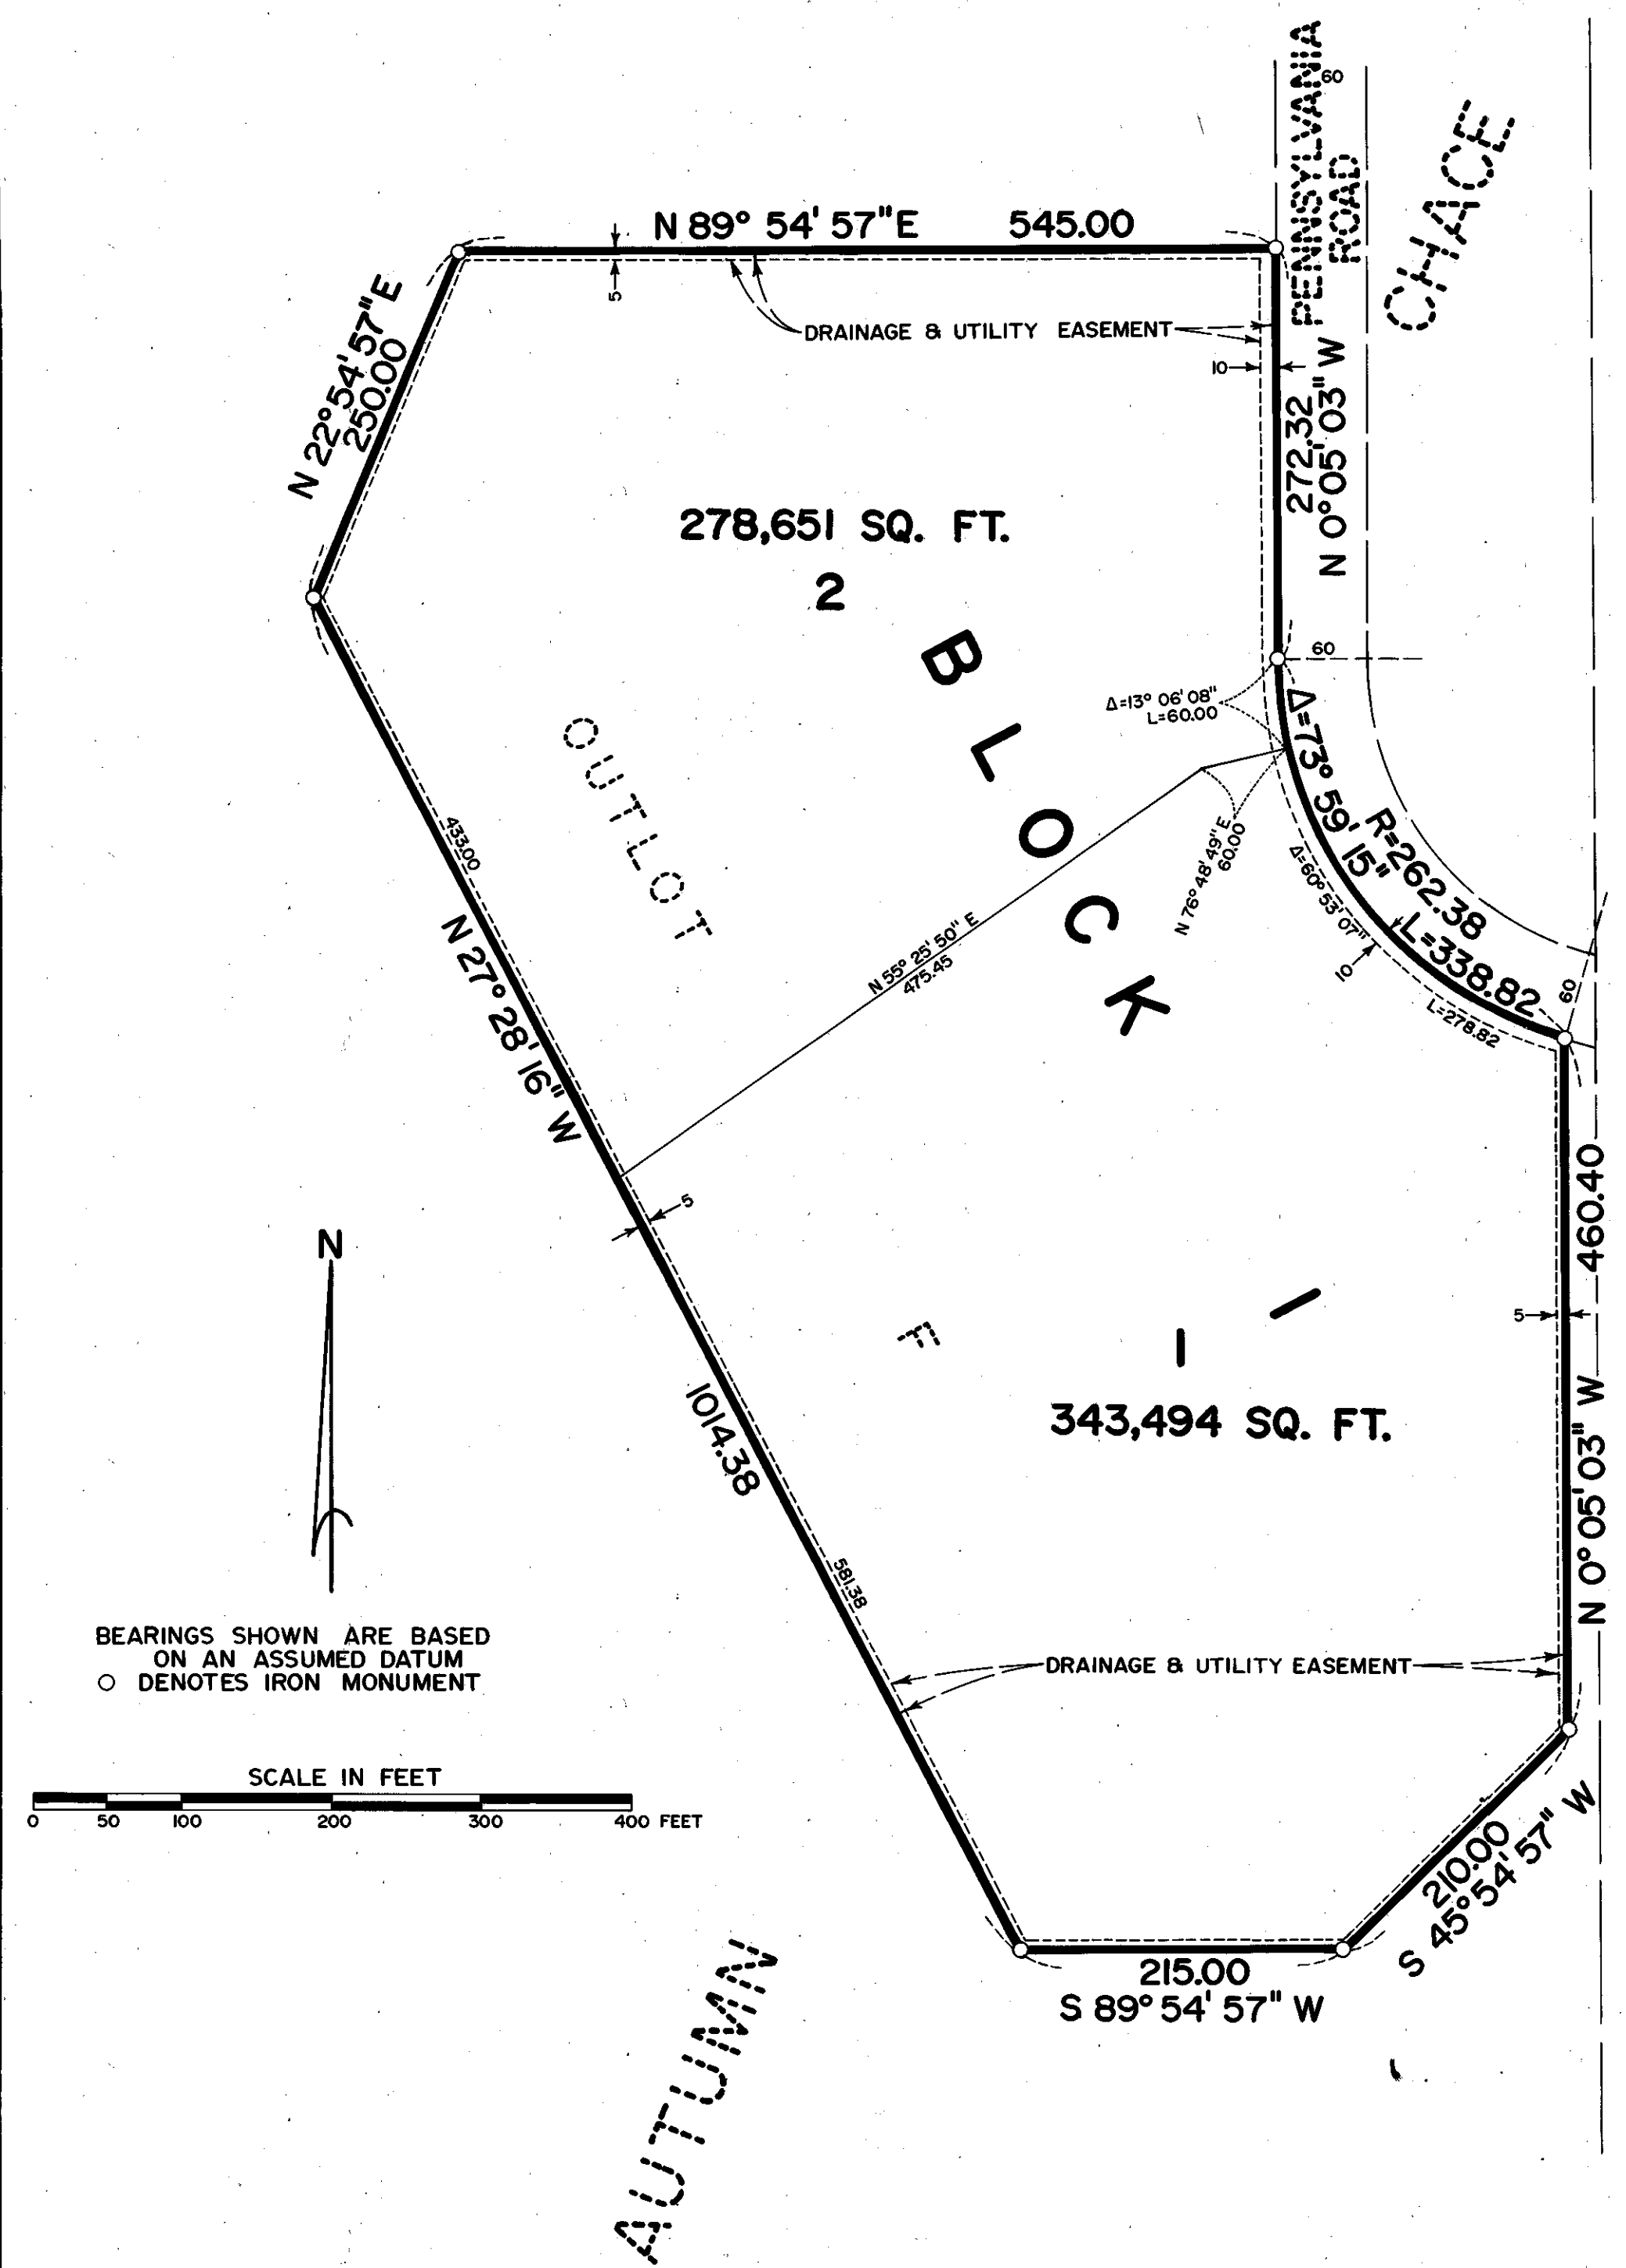 PENNSYLVANIA
ROAD
60
CHACE
N 89° 54' 57" E 545.00
5
DRAINAGE & UTILITY EASEMENT
10
N 22° 54' 57" E
250.00
272.32
N 0° 05' 03" W
278,651 SQ. FT.
2
BLOCK 1
60
Δ=13° 06' 08"
L=60.00
Δ=73° 59' 15"
R=262.38
L=338.82
OUTLOT F
433.00
N 76° 48' 49" E
60.00
Δ=60° 53' 07"
10
L=278.82
60
N 55° 25' 50" E
475.45
N 27° 28' 16" W
1014.38
5
N
1
343,494 SQ. FT.
5
N 0° 05' 03" W 460.40
581.38
BEARINGS SHOWN ARE BASED
ON AN ASSUMED DATUM
○ DENOTES IRON MONUMENT
DRAINAGE & UTILITY EASEMENT
SCALE IN FEET
0 50 100 200 300 400 FEET
210.00
S 45° 54' 57" W
215.00
S 89° 54' 57" W
AUTUMN